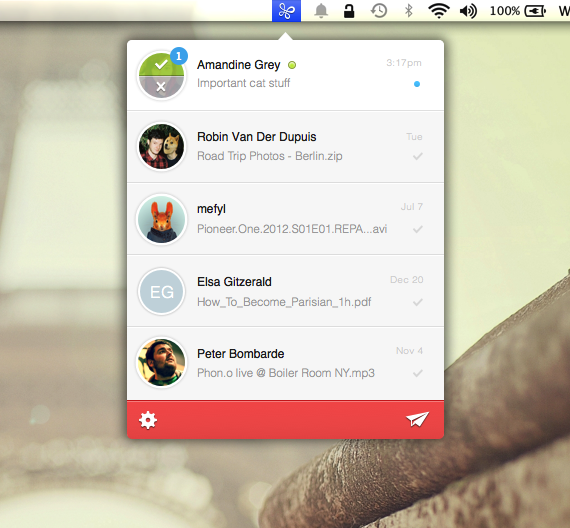 100%
1
Amandine Grey
3:17pm
Important cat stuff
Robin Van Der Dupuis
Tue
Road Trip Photos - Berlin.zip
mefyl
Jul 7
Pioneer.One.2012.S01E01.REPA...avi
EG
Elsa Gitzerald
Dec 20
How_To_Become_Parisian_1h.pdf
Peter Bombarde
Nov 4
Phon.o live @ Boiler Room NY.mp3